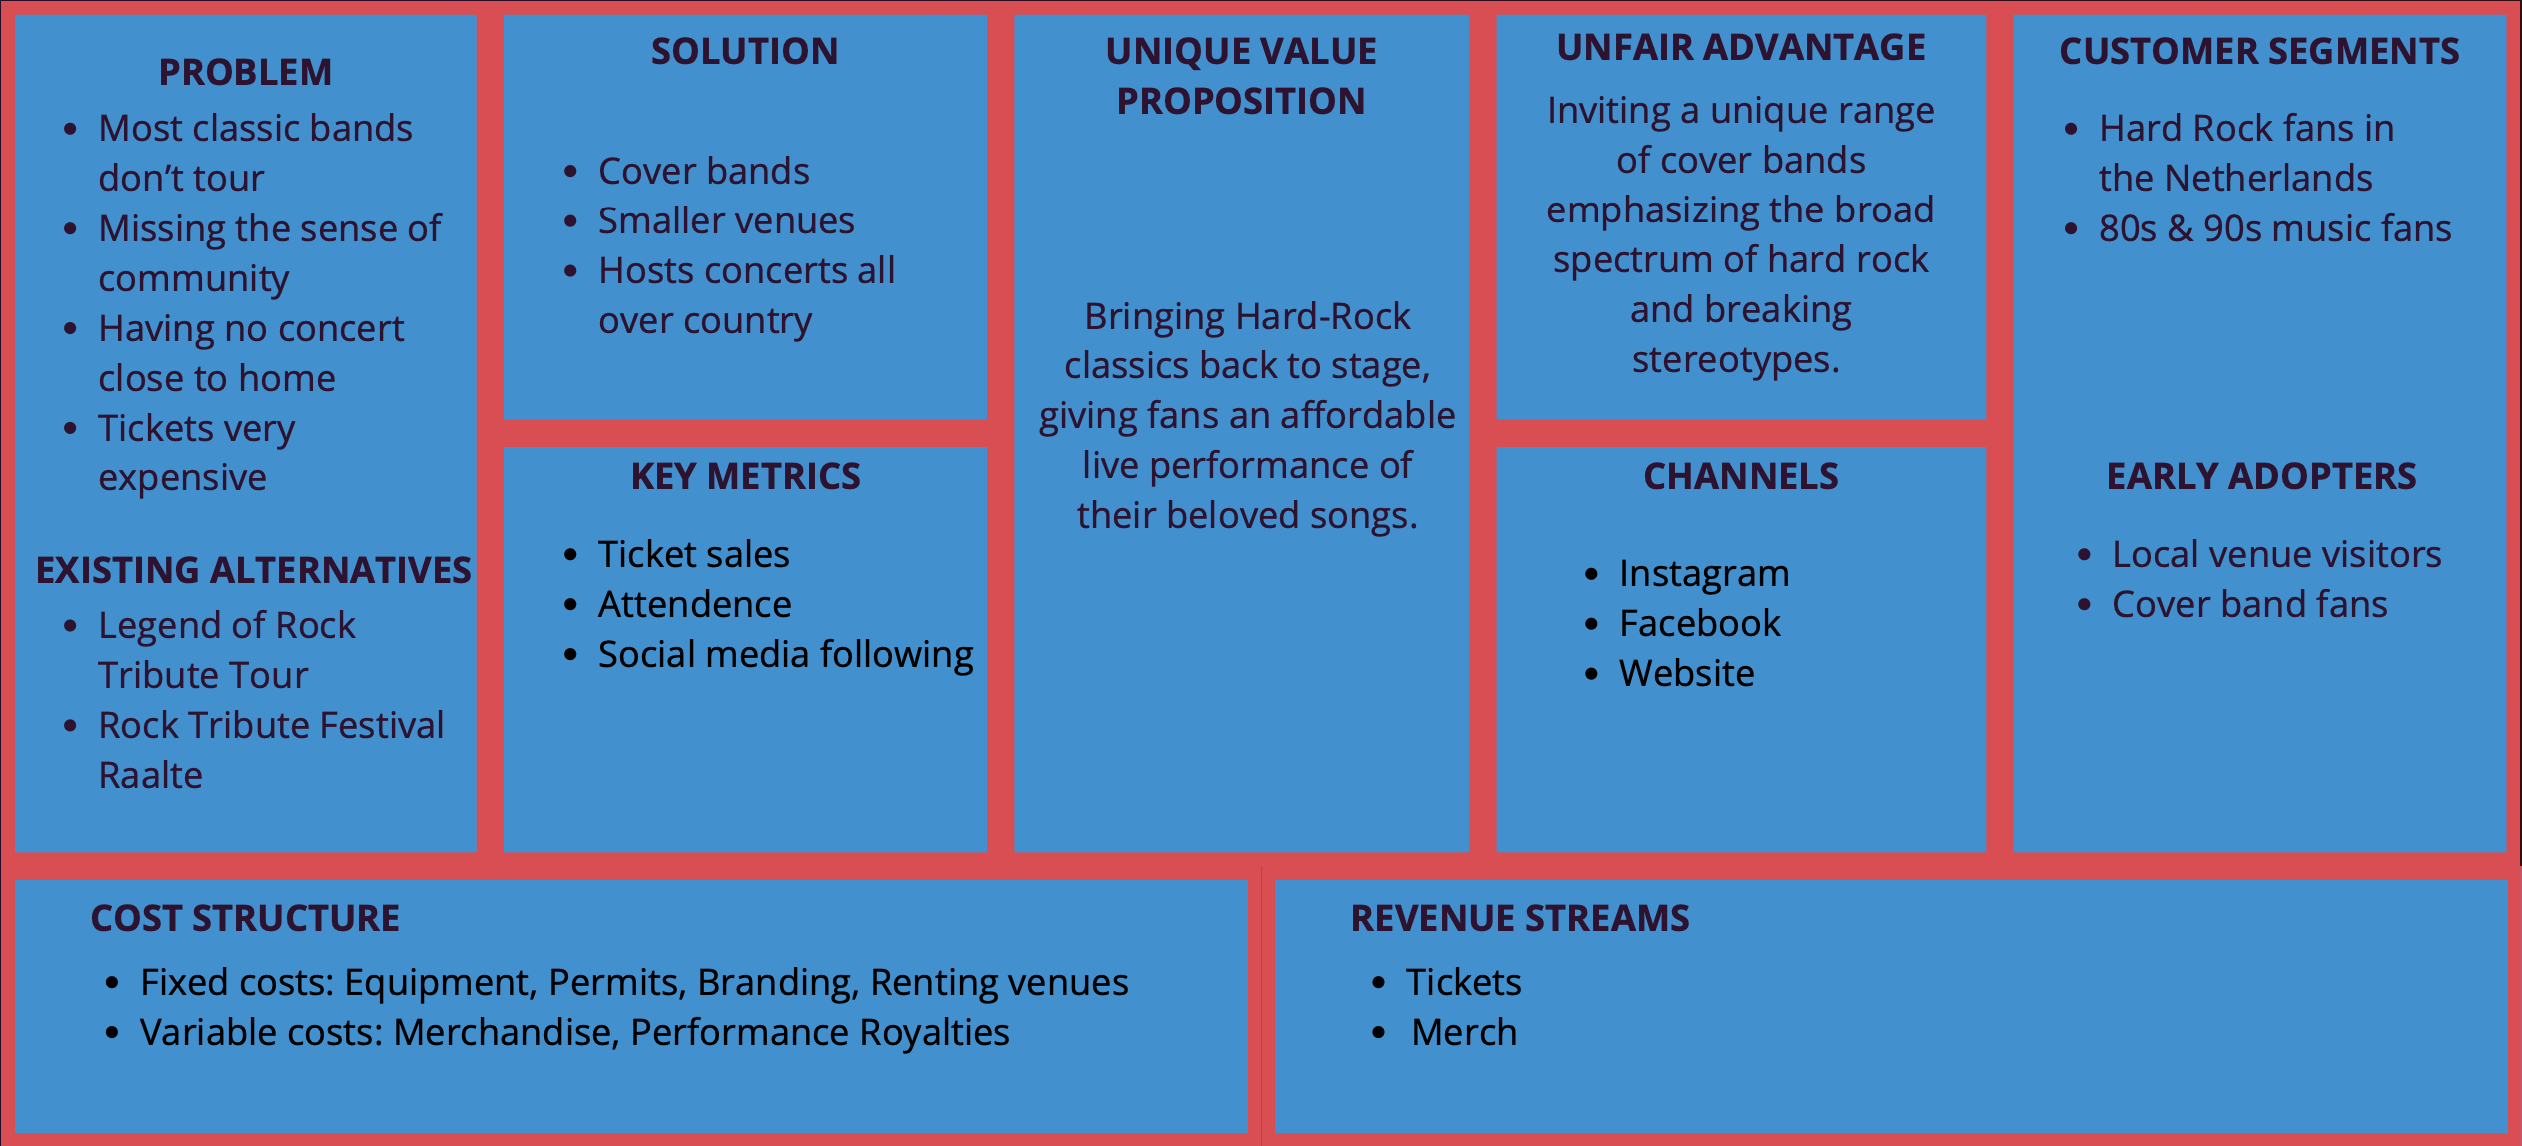 PROBLEM
• Most classic bands
don't tour
• Missing the sense of
community
• Having no concert
close to home
• Tickets very
expensive
EXISTING ALTERNATIVES
• Legend of Rock
Tribute Tour
• Rock Tribute Festival
Raalte
SOLUTION
• Cover bands
• Smaller venues
• Hosts concerts all
over country
KEY METRICS
• Ticket sales
• Attendence
• Social media following
UNIQUE VALUE
PROPOSITION
Bringing Hard-Rock
classics back to stage,
giving fans an affordable
live performance of
their beloved songs.
UNFAIR ADVANTAGE
Inviting a unique range
of cover bands
emphasizing the broad
spectrum of hard rock
and breaking
stereotypes.
CHANNELS
• Instagram
• Facebook
• Website
CUSTOMER SEGMENTS
• Hard Rock fans in
the Netherlands
• 80s & 90s music fans
EARLY ADOPTERS
• Local venue visitors
• Cover band fans
COST STRUCTURE
• Fixed costs: Equipment, Permits, Branding, Renting venues
• Variable costs: Merchandise, Performance Royalties
REVENUE STREAMS
• Tickets
• Merch